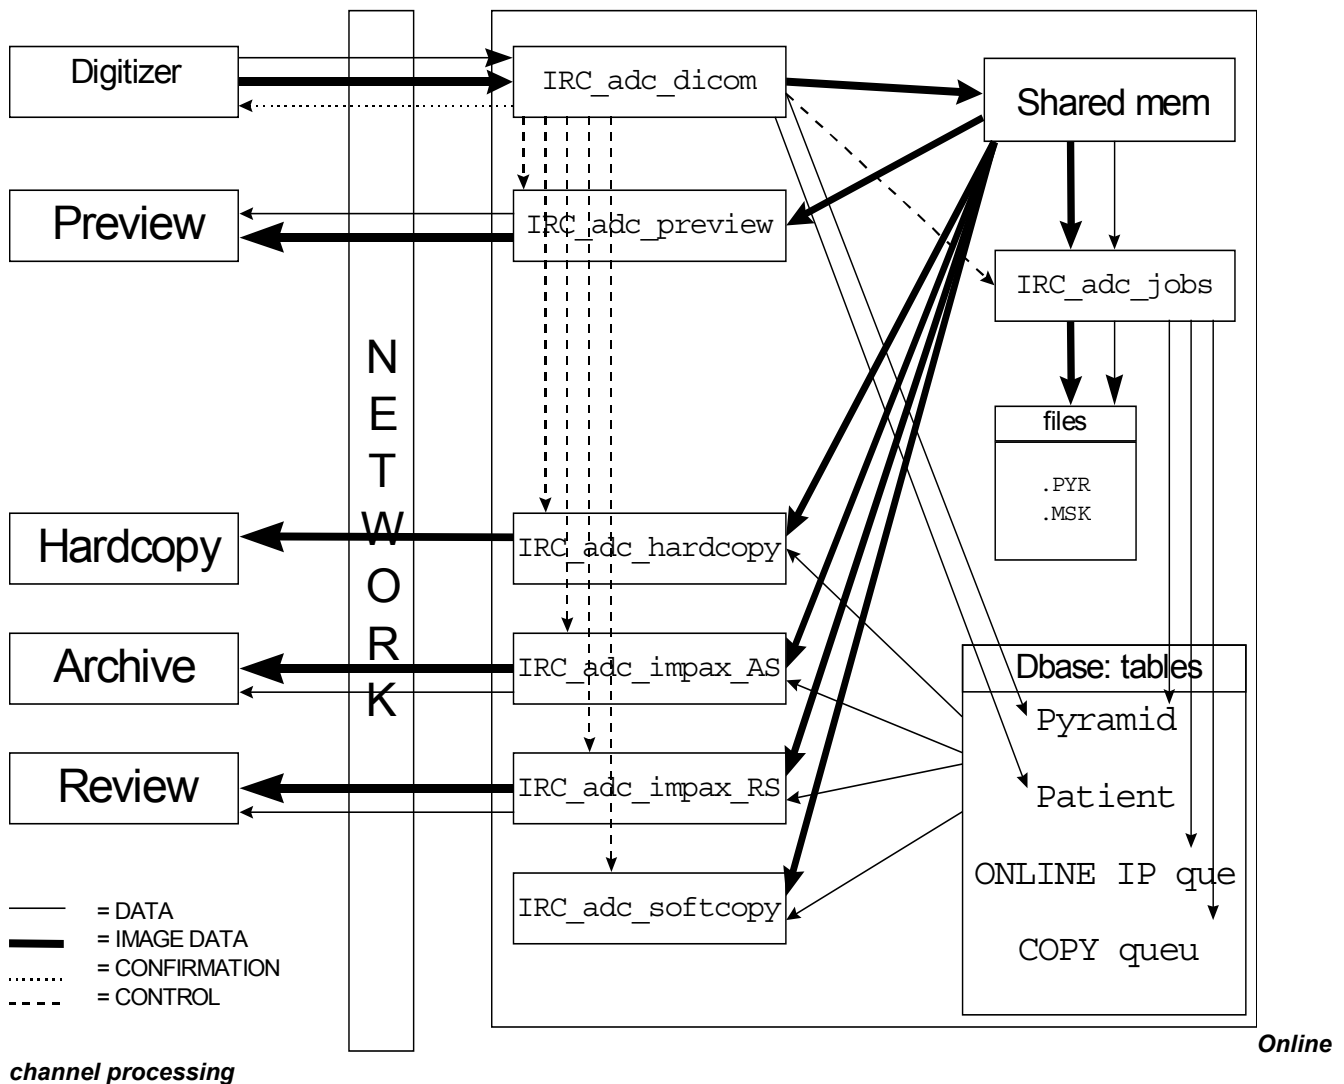 Digitizer
IRC_adc_dicom
Shared mem
Preview
IRC_adc_preview
IRC_adc_jobs
NETWORK
files
.PYR
.MSK
Hardcopy
IRC_adc_hardcopy
Archive
IRC_adc_impax_AS
Dbase: tables
Pyramid
Patient
ONLINE IP que
COPY queu
Review
IRC_adc_impax_RS
IRC_adc_softcopy
= DATA
= IMAGE DATA
= CONFIRMATION
= CONTROL
Online
channel processing